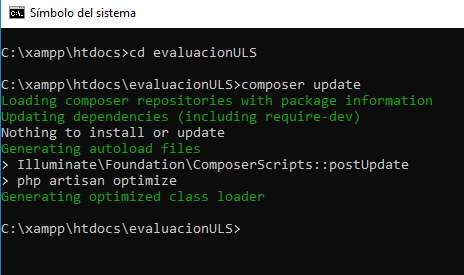 Símbolo del sistema
C:\xampp\htdocs>cd evaluacionULS
C:\xampp\htdocs\evaluacionULS>composer update
Loading composer repositories with package information
Updating dependencies (including require-dev)
Nothing to install or update
Generating autoload files
> Illuminate\Foundation\ComposerScripts::postUpdate
> php artisan optimize
Generating optimized class loader
C:\xampp\htdocs\evaluacionULS>